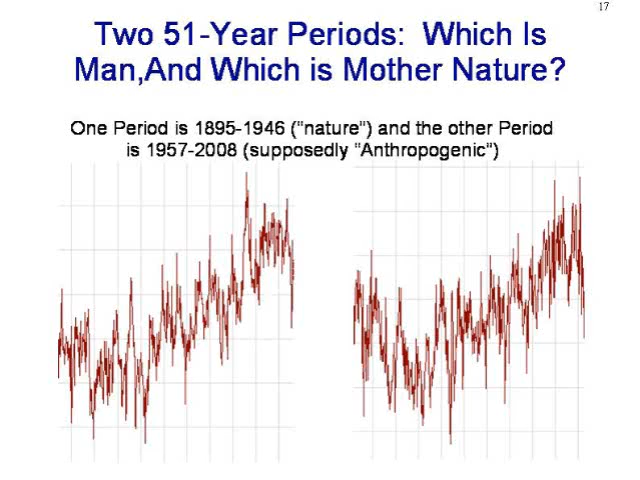 17
Two 51-Year Periods: Which Is
Man,And Which is Mother Nature?
One Period is 1895-1946 ("nature") and the other Period
is 1957-2008 (supposedly "Anthropogenic")